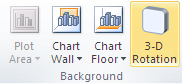 Plot
Area
Chart
Wall
Chart
Floor
3-D
Rotation
Background